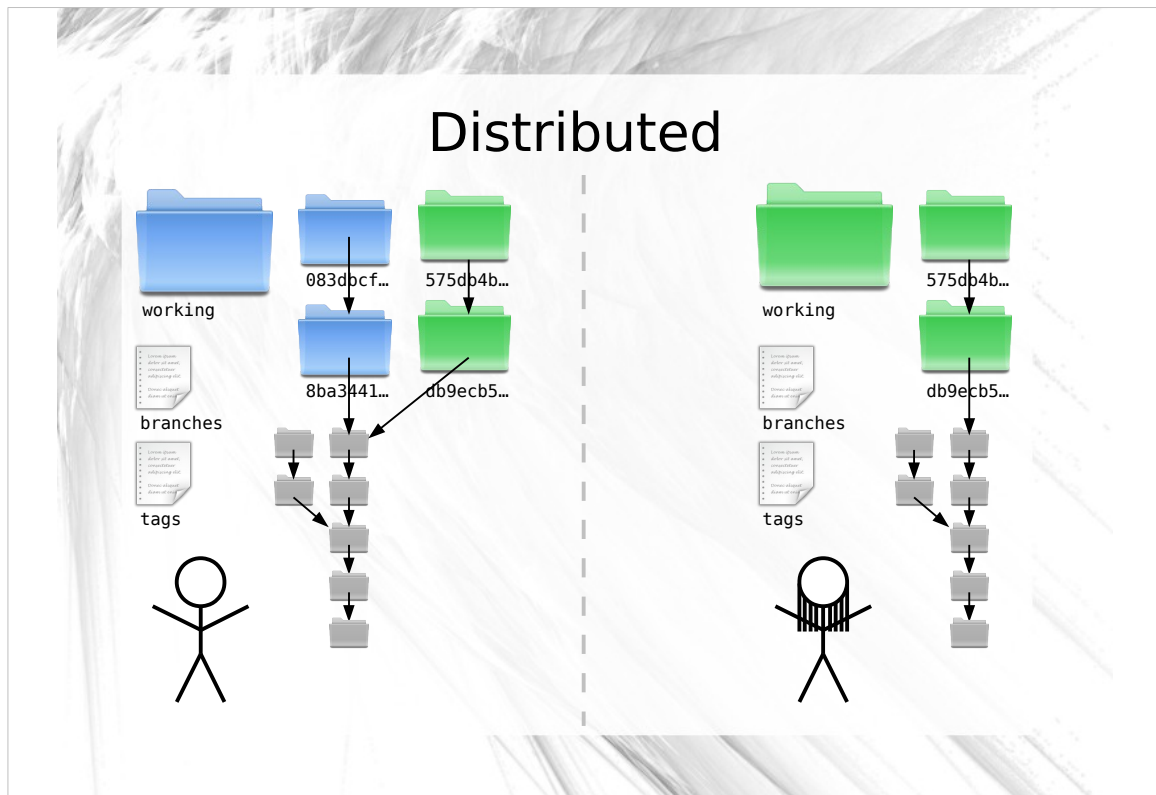 Distributed
083dbcf…
575db4b…
working
8ba3441…
db9ecb5…
branches
tags
575db4b…
working
db9ecb5…
branches
tags